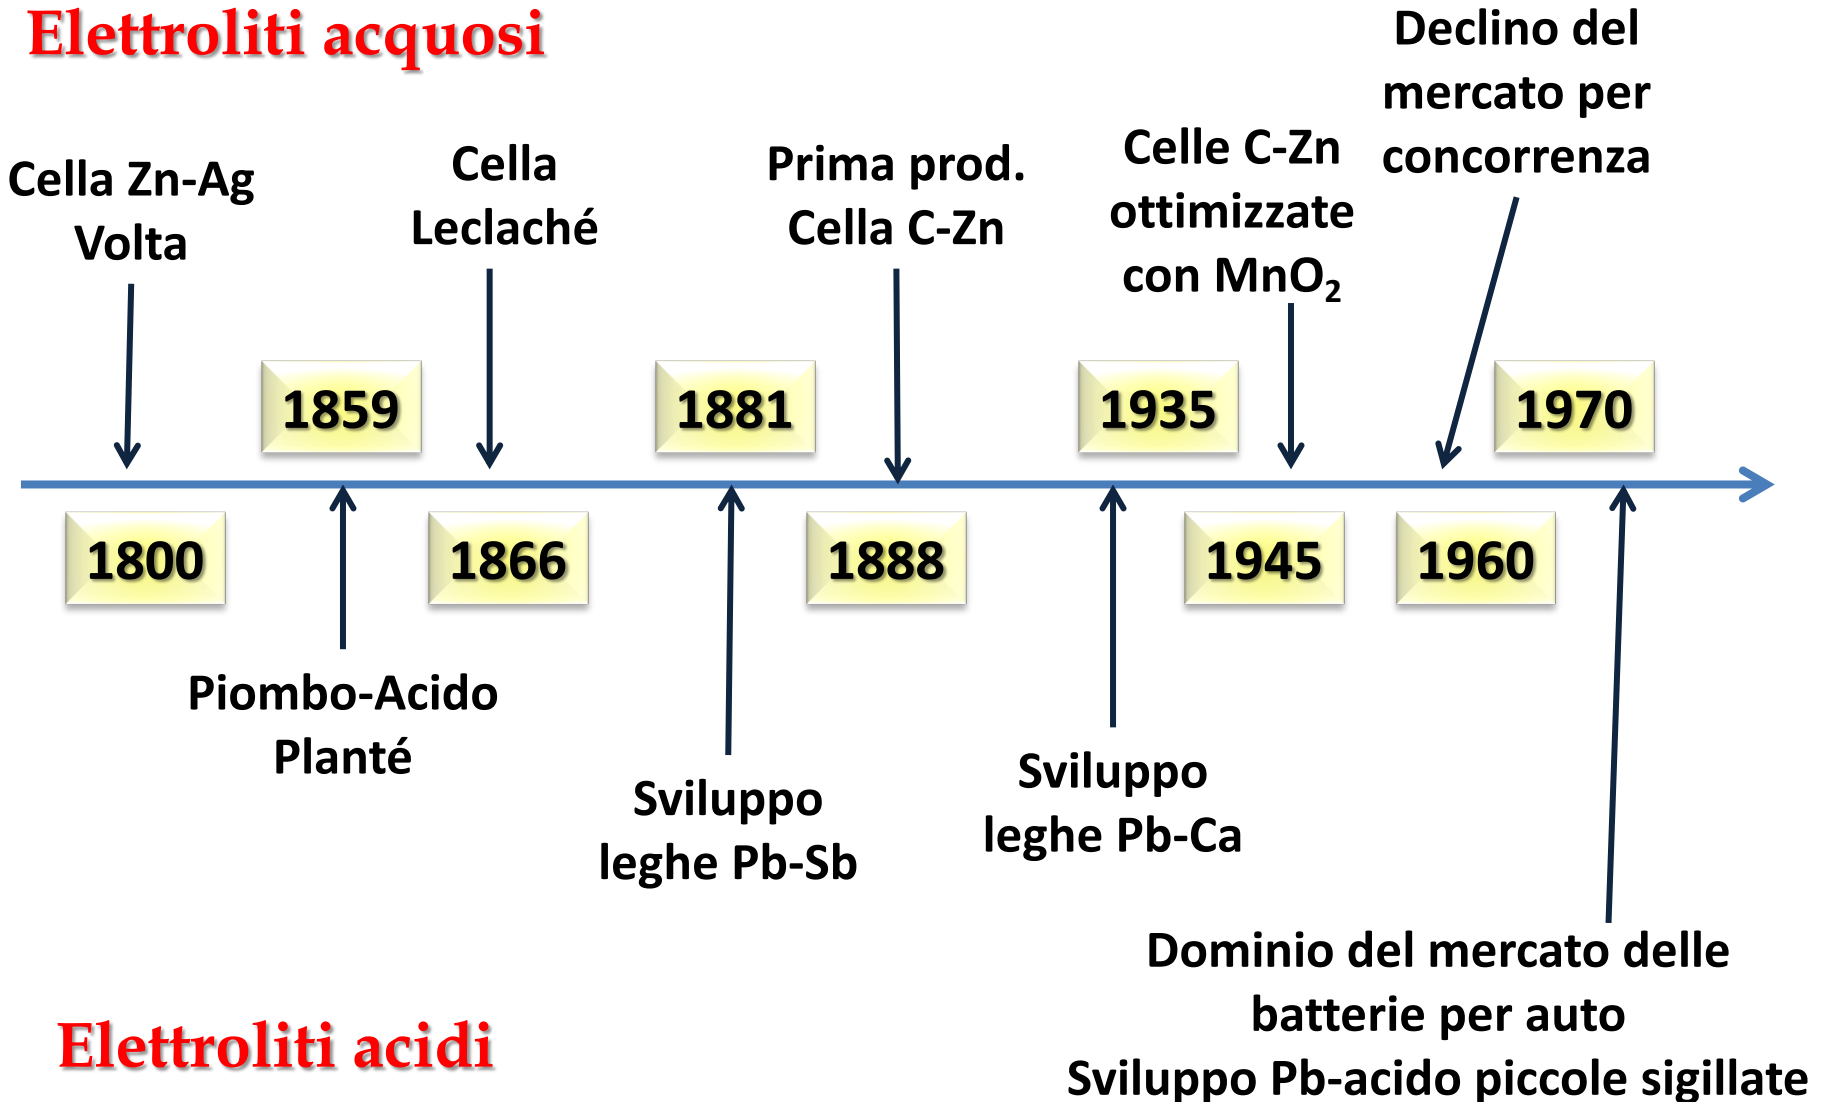 Elettroliti acquosi
Cella Zn-Ag
Volta
Cella
Leclaché
Prima prod.
Cella C-Zn
Celle C-Zn
ottimizzate
con MnO₂
Declino del
mercato per
concorrenza
1859
1881
1935
1970
1800
1866
1888
1945
1960
Piombo-Acido
Planté
Sviluppo
leghe Pb-Sb
Sviluppo
leghe Pb-Ca
Dominio del mercato delle
batterie per auto
Sviluppo Pb-acido piccole sigillate
Elettroliti acidi